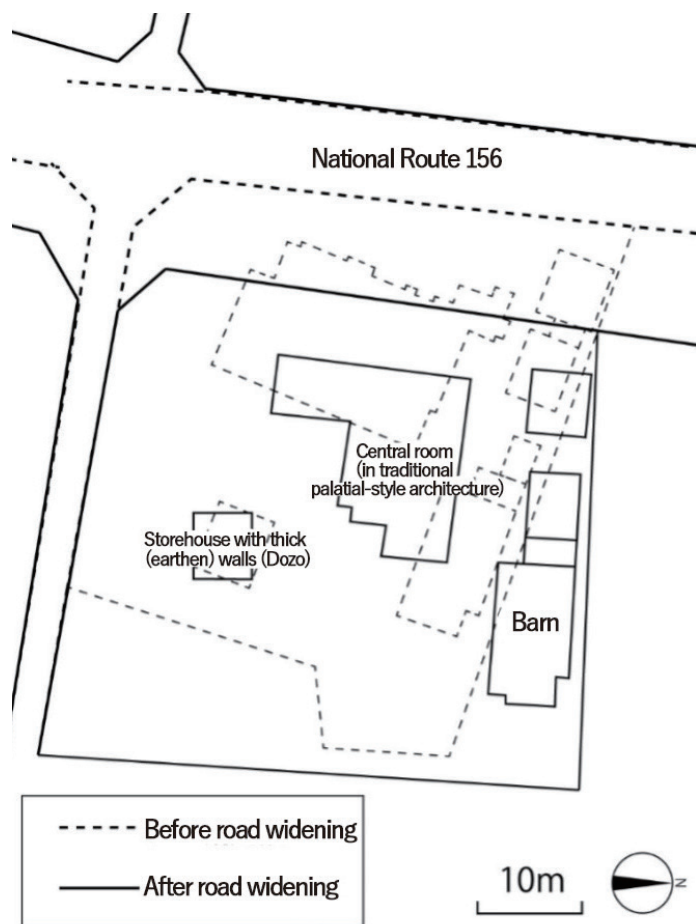 National Route 156
Central room
(in traditional
palatial-style architecture)
Storehouse with thick
(earthen) walls (Dozo)
Barn
Before road widening
After road widening
10m
N